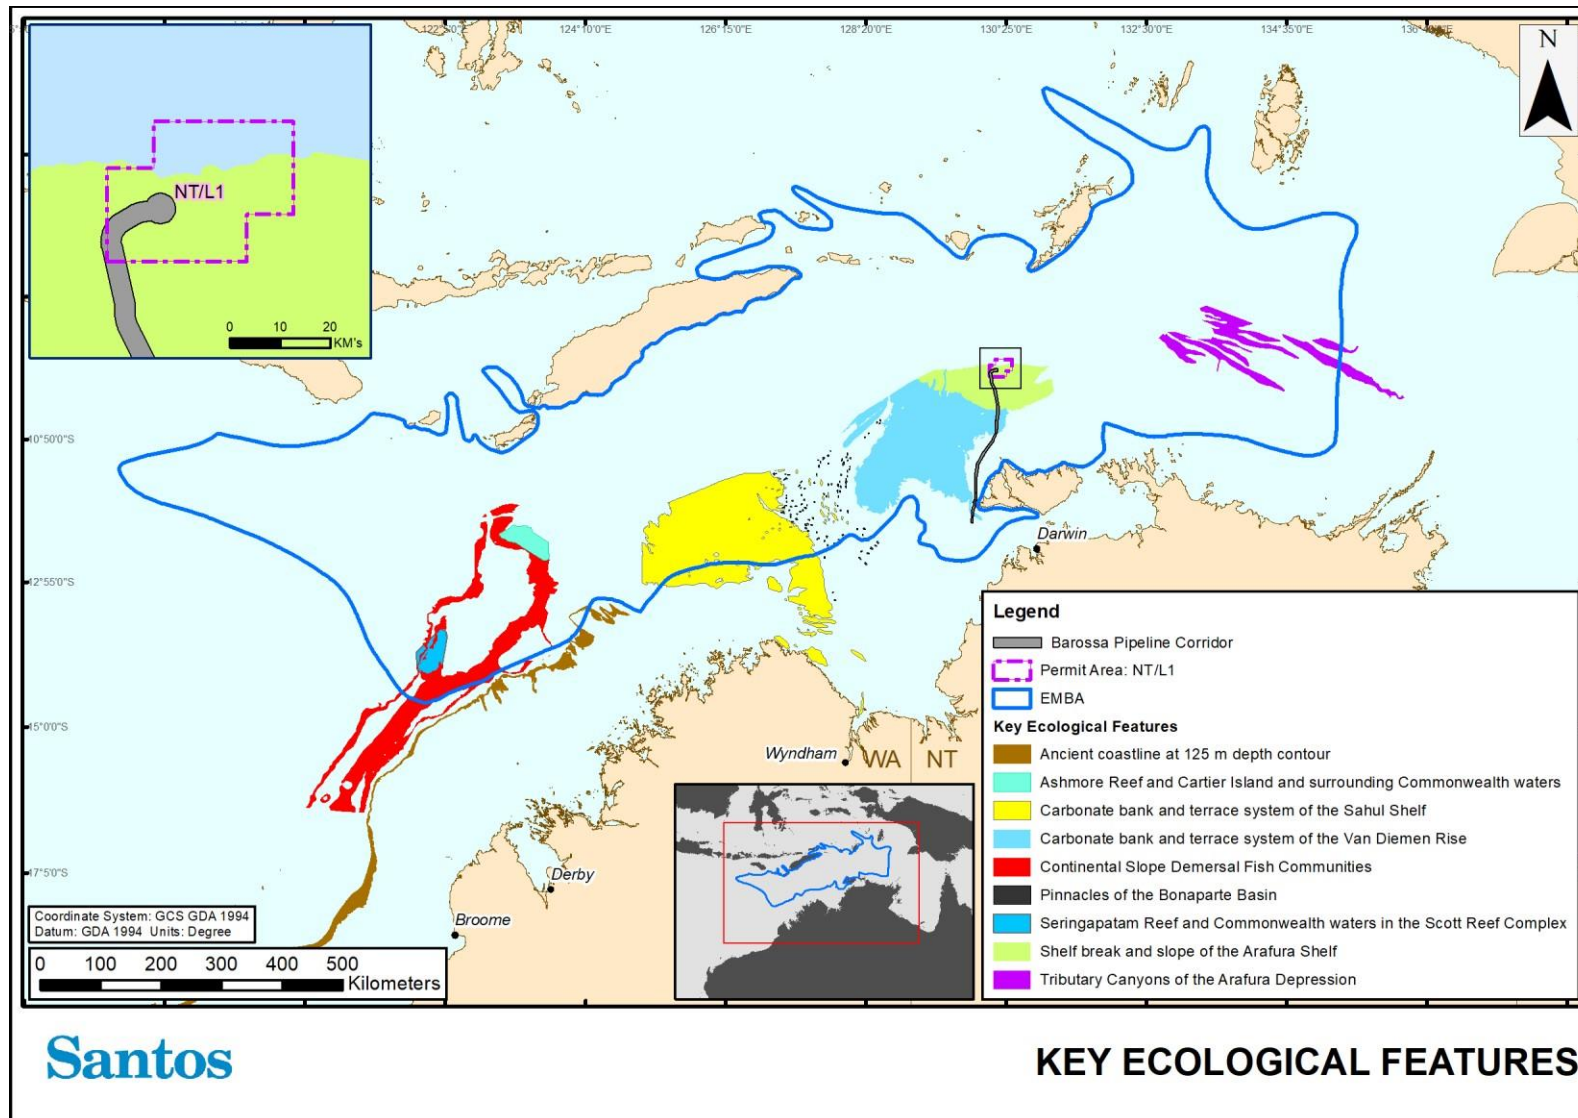 122°5'0"E
124°10'0"E
126°15'0"E
128°20'0"E
130°25'0"E
132°30'0"E
134°35'0"E
N
NT/L1
0 10 20
KM's
10°50'0"S
12°55'0"S
15°0'0"S
17°5'0"S
Darwin
Wyndham
WA NT
Derby
Broome
Legend
Barossa Pipeline Corridor
Permit Area: NT/L1
EMBA
Key Ecological Features
Ancient coastline at 125 m depth contour
Ashmore Reef and Cartier Island and surrounding Commonwealth waters
Carbonate bank and terrace system of the Sahul Shelf
Carbonate bank and terrace system of the Van Diemen Rise
Continental Slope Demersal Fish Communities
Pinnacles of the Bonaparte Basin
Seringapatam Reef and Commonwealth waters in the Scott Reef Complex
Shelf break and slope of the Arafura Shelf
Tributary Canyons of the Arafura Depression
Coordinate System: GCS GDA 1994
Datum: GDA 1994 Units: Degree
0 100 200 300 400 500
Kilometers
Santos
KEY ECOLOGICAL FEATURES